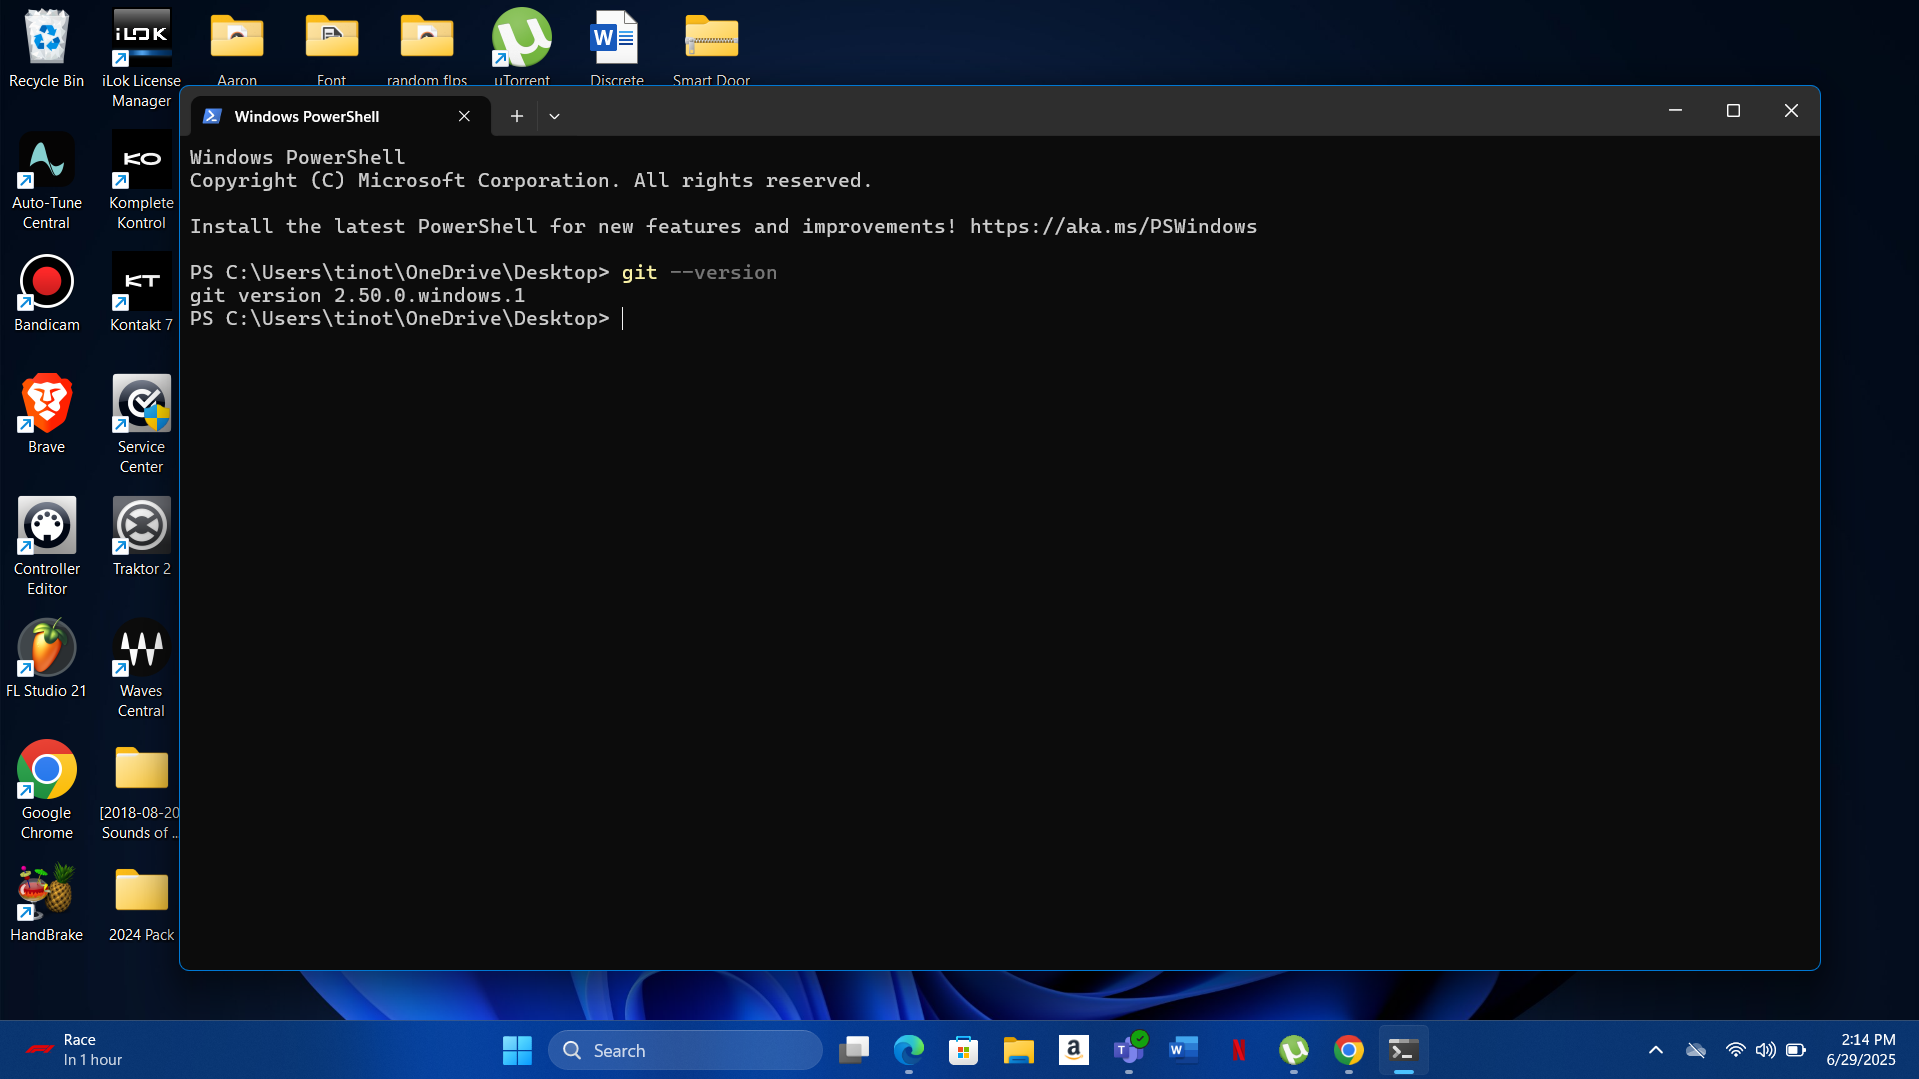 iLOK
Recycle Bin
iLok License
Manager
Aaron
Font
random flps
uTorrent
W
Discrete
Smart Door
Windows PowerShell
Windows PowerShell
Copyright (C) Microsoft Corporation. All rights reserved.
Install the latest PowerShell for new features and improvements! https://aka.ms/PSWindows
PS C:\Users\tinot\OneDrive\Desktop> git --version
git version 2.50.0.windows.1
PS C:\Users\tinot\OneDrive\Desktop>
Auto-Tune
Central
KO
Komplete
Kontrol
Bandicam
KT
Kontakt 7
Brave
Service
Center
Controller
Editor
Traktor 2
FL Studio 21
Waves
Central
Google
Chrome
[2018-08-20
Sounds of ..
HandBrake
2024 Pack
Race
In 1 hour
Search
a
T
W
N
2:14 PM
6/29/2025